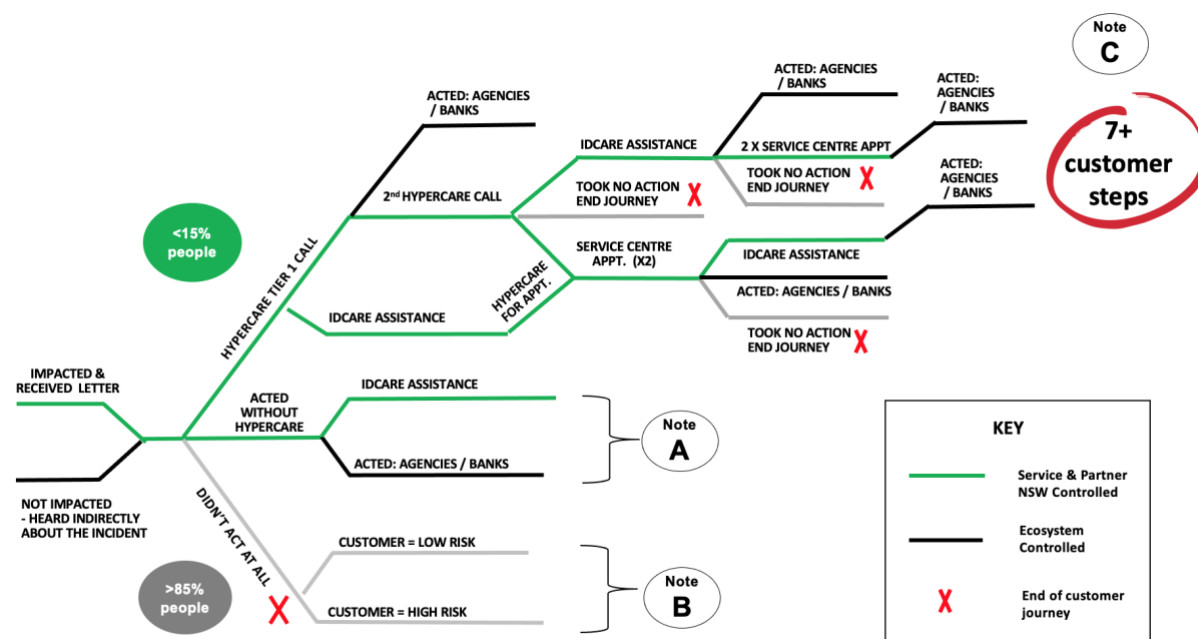 Note
C
ACTED: AGENCIES
/ BANKS
ACTED: AGENCIES
/ BANKS
ACTED:
AGENCIES
/ BANKS
7+
customer
steps
IDCARE ASSISTANCE
2 X SERVICE CENTRE APPT
TOOK NO ACTION
END JOURNEY
X
ACTED:
AGENCIES
/ BANKS
2nd HYPERCARE CALL
TOOK NO ACTION
END JOURNEY
X
<15%
people
HYPERCARE TIER 1 CALL
SERVICE CENTRE
APPT. (X2)
IDCARE ASSISTANCE
HYPERCARE
FOR APPT.
ACTED: AGENCIES / BANKS
IDCARE ASSISTANCE
TOOK NO ACTION
END JOURNEY
X
IMPACTED &
RECEIVED LETTER
ACTED
WITHOUT
HYPERCARE
IDCARE ASSISTANCE
Note
A
ACTED: AGENCIES / BANKS
NOT IMPACTED
- HEARD INDIRECTLY
ABOUT THE INCIDENT
DIDN'T ACT AT ALL
X
>85%
people
CUSTOMER = LOW RISK
CUSTOMER = HIGH RISK
Note
B
KEY
Service & Partner
NSW Controlled
Ecosystem
Controlled
X
End of customer
journey